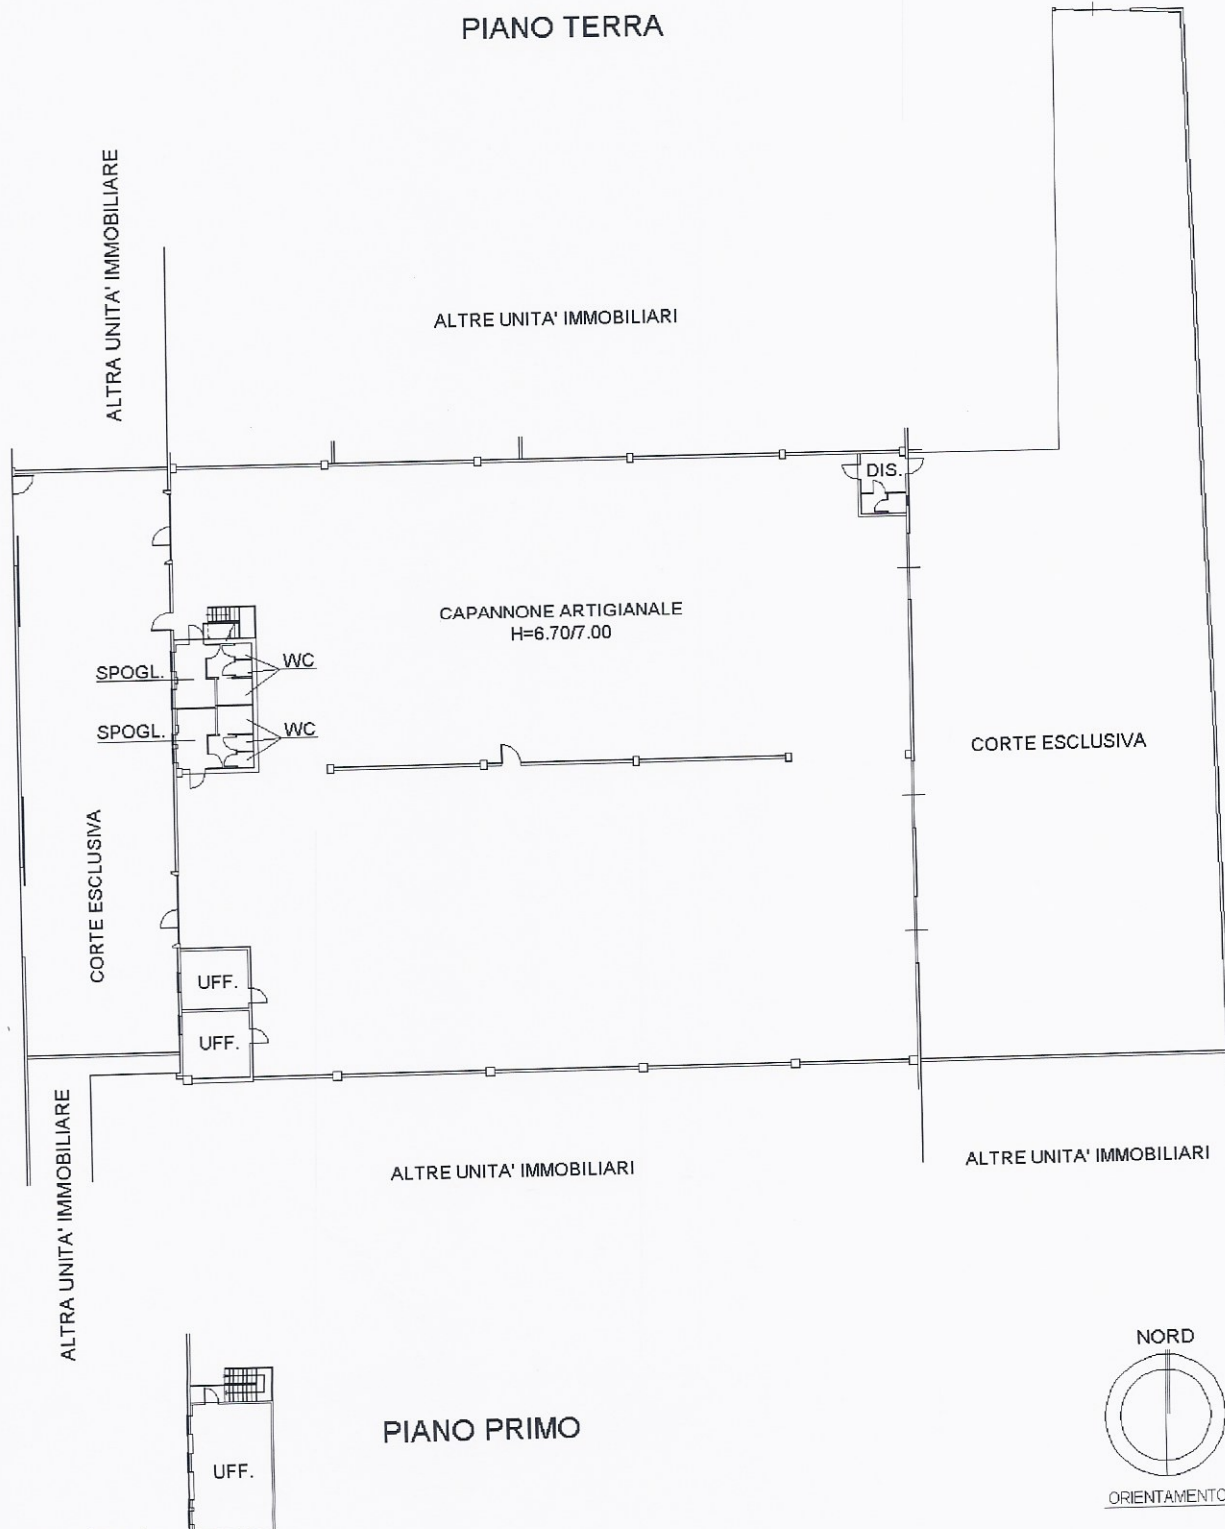 PIANO TERRA
ALTRA UNITA' IMMOBILIARE
ALTRE UNITA' IMMOBILIARI
DIS.
CAPANNONE ARTIGIANALE
H=6.70/7.00
SPOGL.
WC
SPOGL.
WC
CORTE ESCLUSIVA
CORTE ESCLUSIVA
UFF.
UFF.
ALTRA UNITA' IMMOBILIARE
ALTRE UNITA' IMMOBILIARI
ALTRE UNITA' IMMOBILIARI
NORD
ORIENTAMENTO
PIANO PRIMO
UFF.